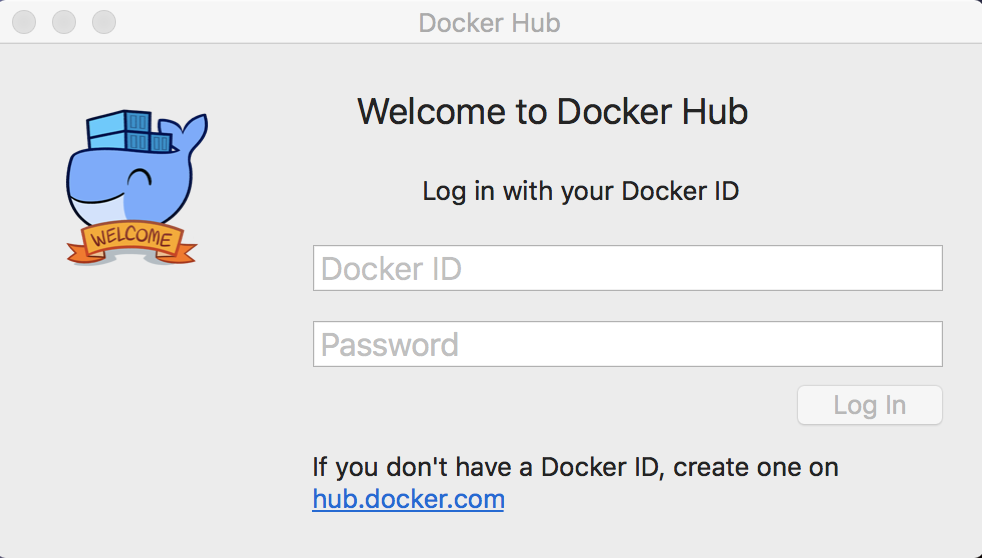 Docker Hub
Welcome to Docker Hub
WELCOME
Log in with your Docker ID
Docker ID
Password
Log In
If you don't have a Docker ID, create one on
hub.docker.com